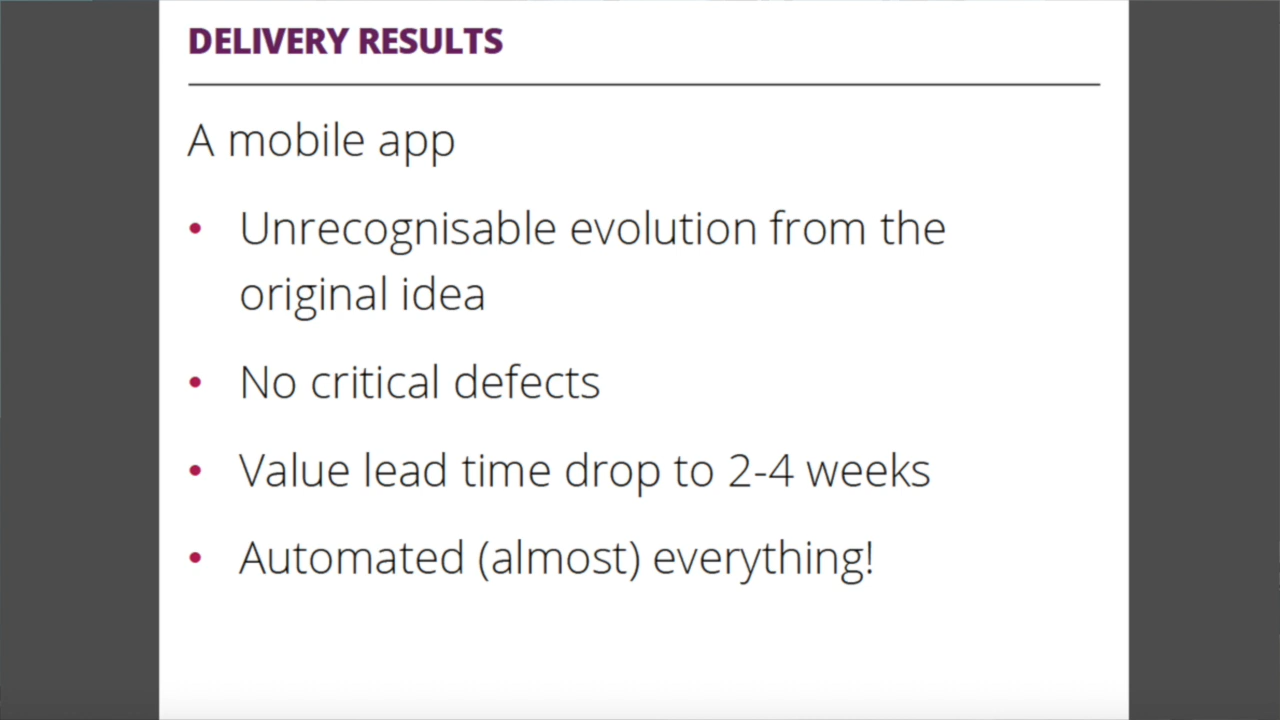 DELIVERY RESULTS
A mobile app
• Unrecognisable evolution from the
original idea
• No critical defects
• Value lead time drop to 2-4 weeks
• Automated (almost) everything!